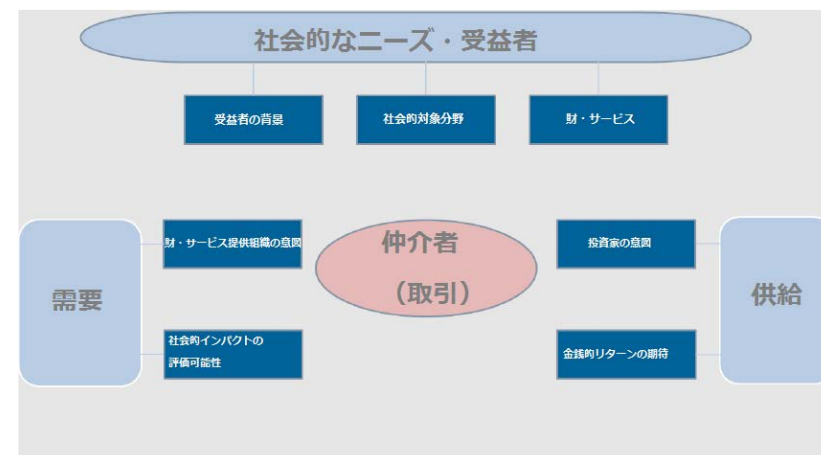 社会的なニーズ・受益者
受益者の背景
社会的対象分野
財・サービス
需要
財・サービス提供組織の意図
社会的インパクトの
評価可能性
仲介者
（取引）
投資家の意図
金銭的リターンの期待
供給